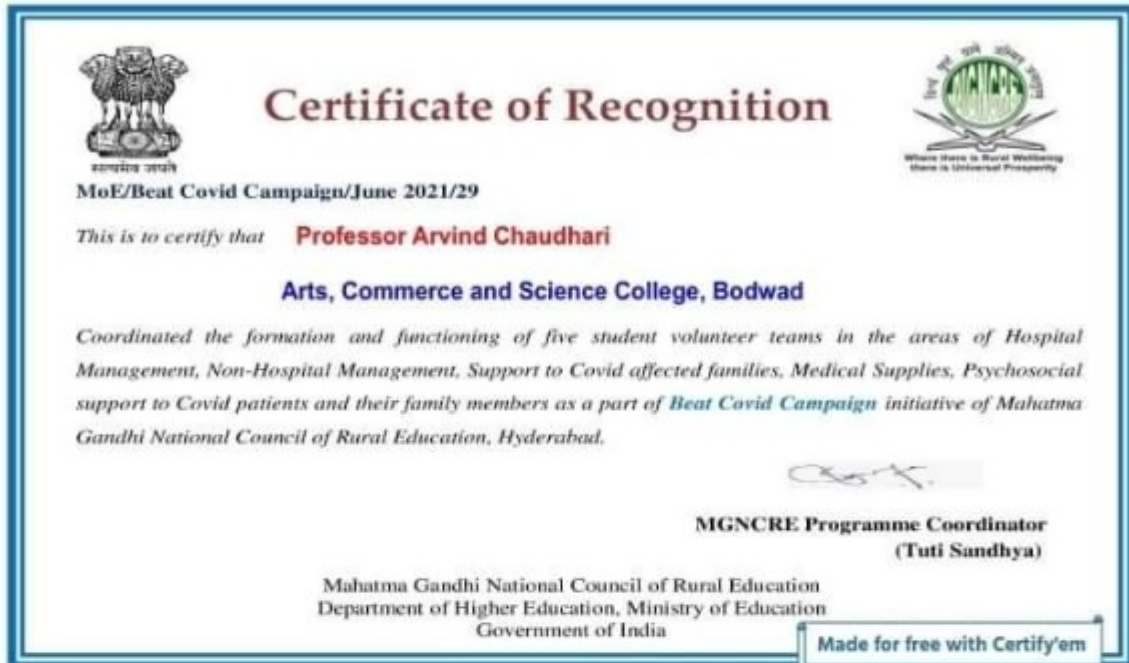 Certificate of Recognition
सत्यमेव जयते
MGNCRE
Where there is Rural Wellbeing
there is Universal Prosperity
MoE/Beat Covid Campaign/June 2021/29
This is to certify that Professor Arvind Chaudhari
Arts, Commerce and Science College, Bodwad
Coordinated the formation and functioning of five student volunteer teams in the areas of Hospital
Management, Non-Hospital Management, Support to Covid affected families, Medical Supplies, Psychosocial
support to Covid patients and their family members as a part of Beat Covid Campaign initiative of Mahatma
Gandhi National Council of Rural Education, Hyderabad.
MGNCRE Programme Coordinator
(Tuti Sandhya)
Mahatma Gandhi National Council of Rural Education
Department of Higher Education, Ministry of Education
Government of India
Made for free with Certify'em